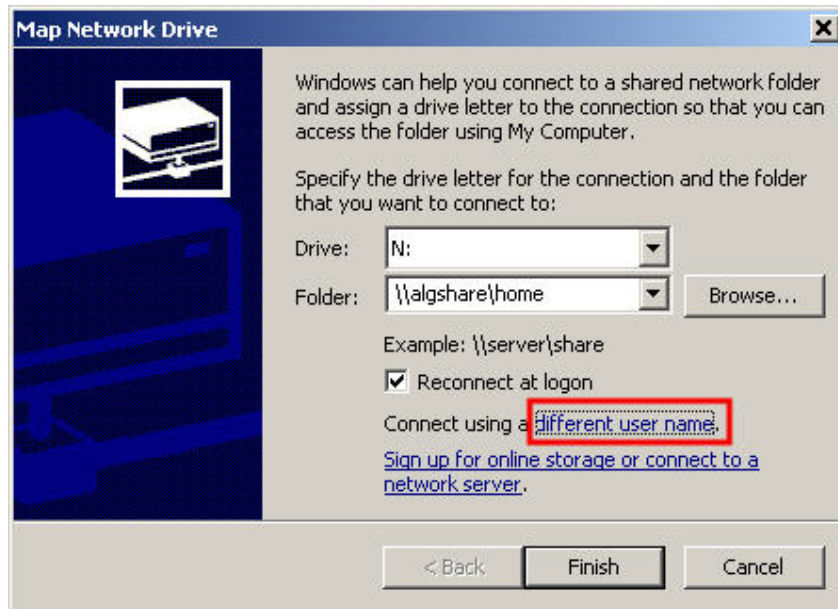 Map Network Drive
Windows can help you connect to a shared network folder
and assign a drive letter to the connection so that you can
access the folder using My Computer.
Specify the drive letter for the connection and the folder
that you want to connect to:
Drive: N:
Folder: \\algshare\home Browse...
Example: \\server\share
Reconnect at logon
Connect using a different user name.
Sign up for online storage or connect to a
network server.
< Back Finish Cancel